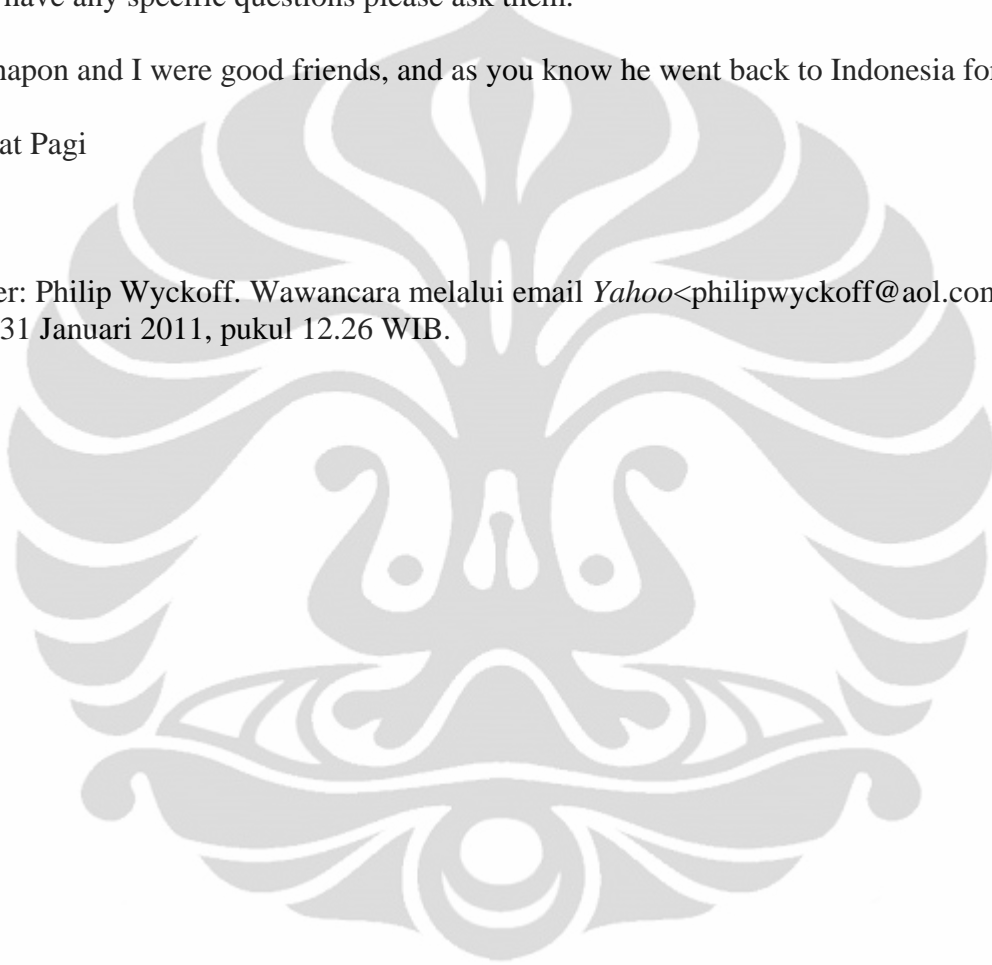 have any specific questions please ask them.
napon and I were good friends, and as you know he went back to Indonesia for
at Pagi
er: Philip Wyckoff. Wawancara melalui email Yahoo<philipwyckoff@aol.com
31 Januari 2011, pukul 12.26 WIB.